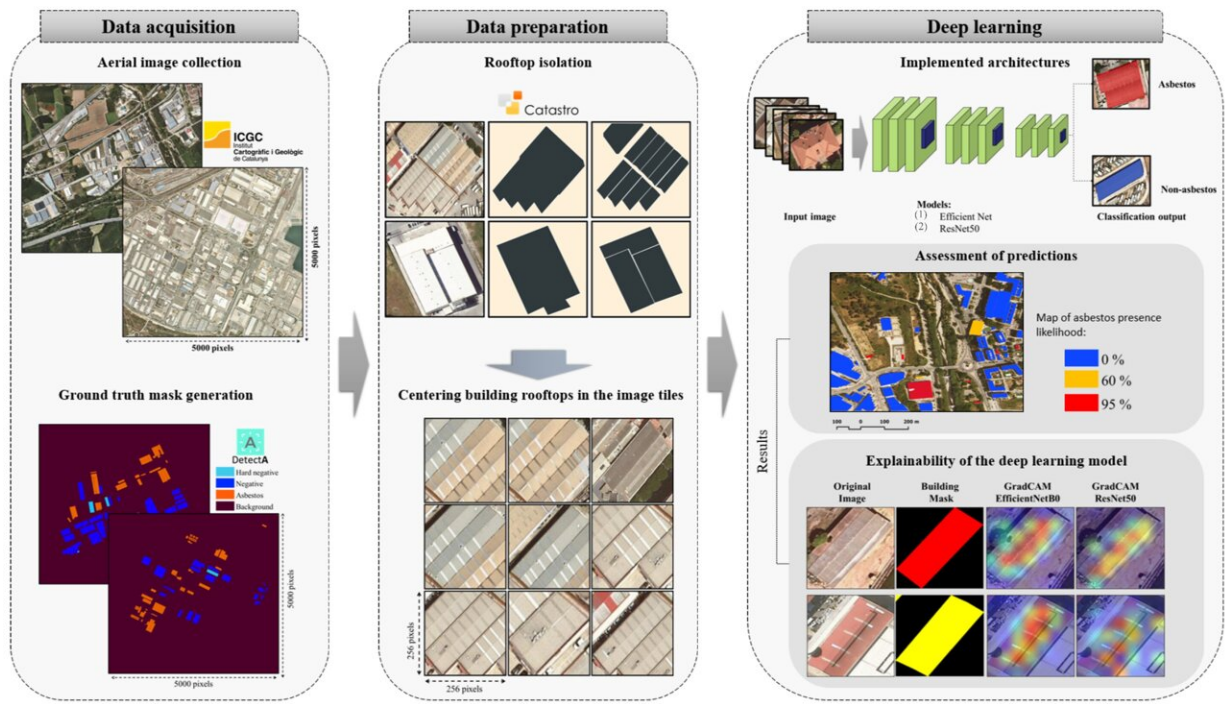 Data acquisition
Aerial image collection
ICGC
Institut
Cartogràfic i Geològic
de Catalunya
5000 pixels
5000 pixels
Ground truth mask generation
A
DetectA
Hard negative
Negative
Asbestos
Background
5000 pixels
5000 pixels
Data preparation
Rooftop isolation
Catastro
Centering building rooftops in the image tiles
256 pixels
256 pixels
Deep learning
Implemented architectures
Asbestos
Non-asbestos
Input image
Models:
(1) Efficient Net
(2) ResNet50
Classification output
Results
Assessment of predictions
Map of asbestos presence
likelihood:
0 %
60 %
95 %
100 0 100 200 m
Explainability of the deep learning model
Original
Image
Building
Mask
GradCAM
EfficientNetB0
GradCAM
ResNet50